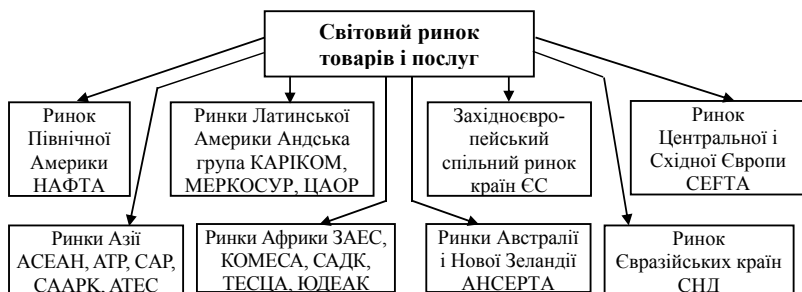 Світовий ринок
товарів і послуг
Ринок
Північної
Америки
НАФТА
Ринки Латинської
Америки Андська
група КАРІКОМ,
МЕРКОСУР, ЦАОР
Західноєвро-
пейський
спільний ринок
країн ЄС
Ринок
Центральної і
Східної Європи
CEFTA
Ринки Азії
АСЕАН, АТР, САР,
СААРК, АТЕС
Ринки Африки ЗАЕС,
КОМЕСА, САДК,
ТЕСЦА, ЮДЕАК
Ринки Австралії
і Нової Зеландії
АНСЕРТА
Ринок
Євразійських країн
СНД